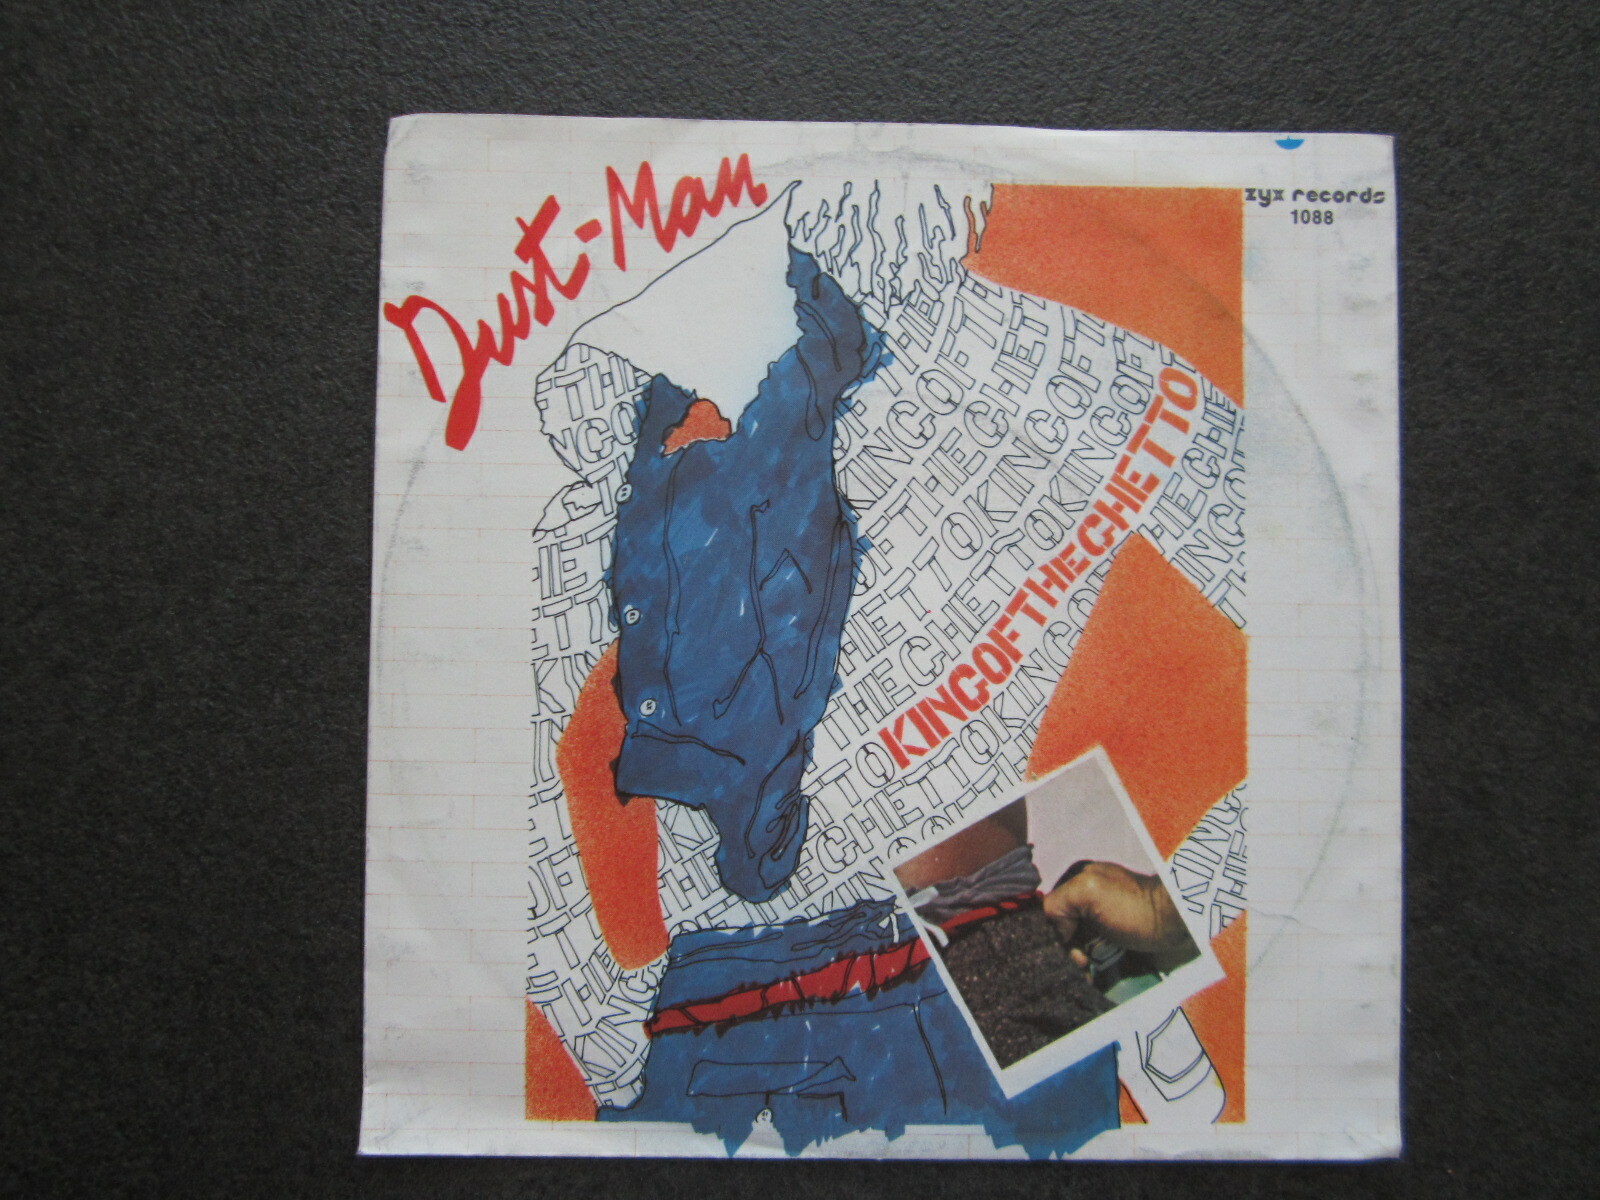 Dust-Man
zyx records
1088
KINGOFTHEGHETTO